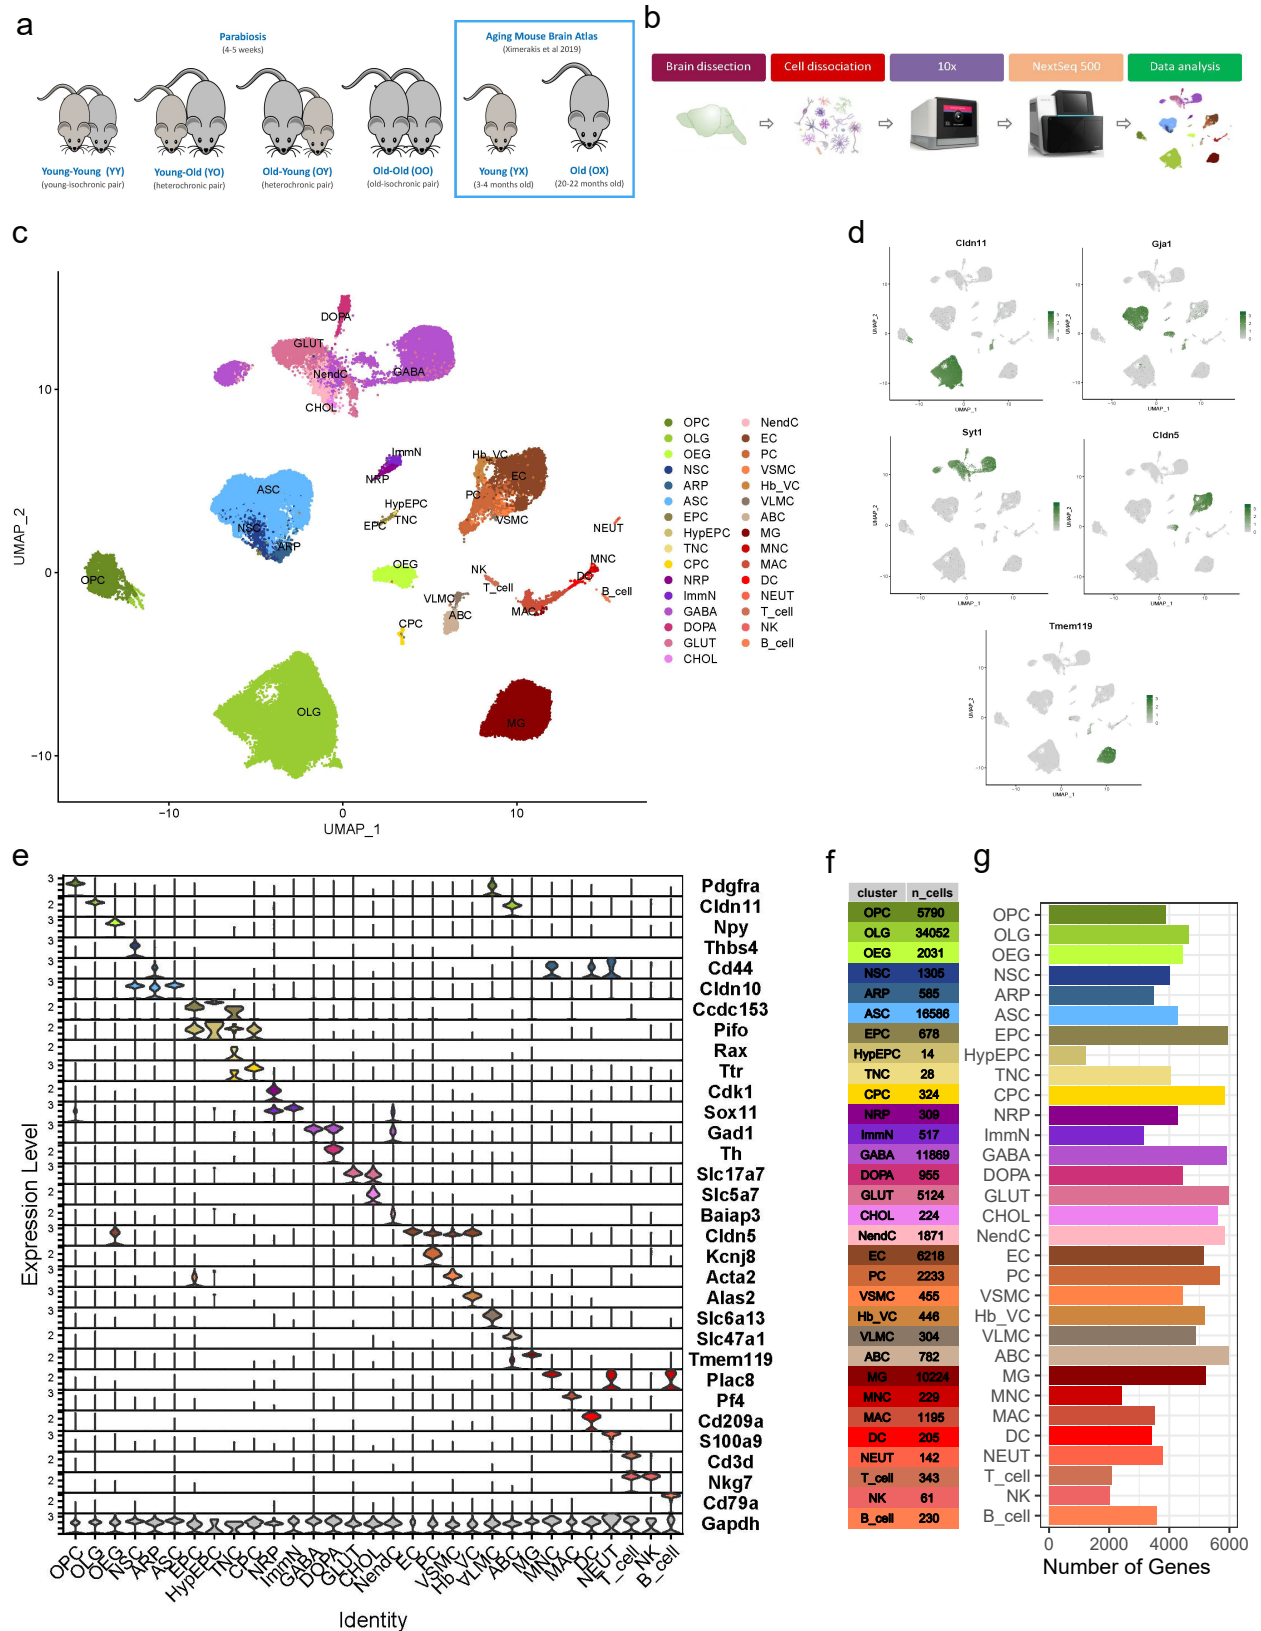 a
Parabiosis
(4-5 weeks)
Aging Mouse Brain Atlas
(Ximerakis et al 2019)
Young-Young (YY)
(young-isochronic pair)
Young-Old (YO)
(heterochronic pair)
Old-Young (OY)
(heterochronic pair)
Old-Old (OO)
(old-isochronic pair)
Young (YX)
(3-4 months old)
Old (OX)
(20-22 months old)
b
Brain dissection
Cell dissociation
10x
NextSeq 500
Data analysis
c
UMAP_2
10
0
−10
−10
0
10
UMAP_1
DOPA
GLUT
NendC
GABA
CHOL
ImmN
NRP
Hb_VC
EC
PC
VSMC
ASC
NSC
ARP
HypEPC
TNC
EPC
NEUT
OPC
OEG
NK
T_cell
MNC
DC
B_cell
VLMC
ABC
MAC
CPC
OLG
MG
OPC
OLG
OEG
NSC
ARP
ASC
EPC
HypEPC
TNC
CPC
NRP
ImmN
GABA
DOPA
GLUT
CHOL
NendC
EC
PC
VSMC
Hb_VC
VLMC
ABC
MG
MNC
MAC
DC
NEUT
T_cell
NK
B_cell
d
Cldn11
UMAP_2
UMAP_1
Gja1
UMAP_2
UMAP_1
Syt1
UMAP_2
UMAP_1
Cldn5
UMAP_2
UMAP_1
Tmem119
UMAP_2
UMAP_1
e
Expression Level
Pdgfra
Cldn11
Npy
Thbs4
Cd44
Cldn10
Ccdc153
Pifo
Rax
Ttr
Cdk1
Sox11
Gad1
Th
Slc17a7
Slc5a7
Baiap3
Cldn5
Kcnj8
Acta2
Alas2
Slc6a13
Slc47a1
Tmem119
Plac8
Pf4
Cd209a
S100a9
Cd3d
Nkg7
Cd79a
Gapdh
OPC
OLG
OEG
NSC
ARP
ASC
EPC
HypEPC
TNC
CPC
NRP
ImmN
GABA
DOPA
GLUT
CHOL
NendC
EC
PC
VSMC
Hb_VC
VLMC
ABC
MG
MNC
MAC
DC
NEUT
T_cell
NK
B_cell
Identity
f
cluster n_cells
OPC 5790
OLG 34052
OEG 2031
NSC 1305
ARP 585
ASC 16586
EPC 678
HypEPC 14
TNC 28
CPC 324
NRP 309
ImmN 517
GABA 11869
DOPA 955
GLUT 5124
CHOL 224
NendC 1871
EC 6218
PC 2233
VSMC 455
Hb_VC 446
VLMC 304
ABC 782
MG 10224
MNC 229
MAC 1195
DC 205
NEUT 142
T_cell 343
NK 61
B_cell 230
g
OPC
OLG
OEG
NSC
ARP
ASC
EPC
HypEPC
TNC
CPC
NRP
ImmN
GABA
DOPA
GLUT
CHOL
NendC
EC
PC
VSMC
Hb_VC
VLMC
ABC
MG
MNC
MAC
DC
NEUT
T_cell
NK
B_cell
0 2000 4000 6000
Number of Genes